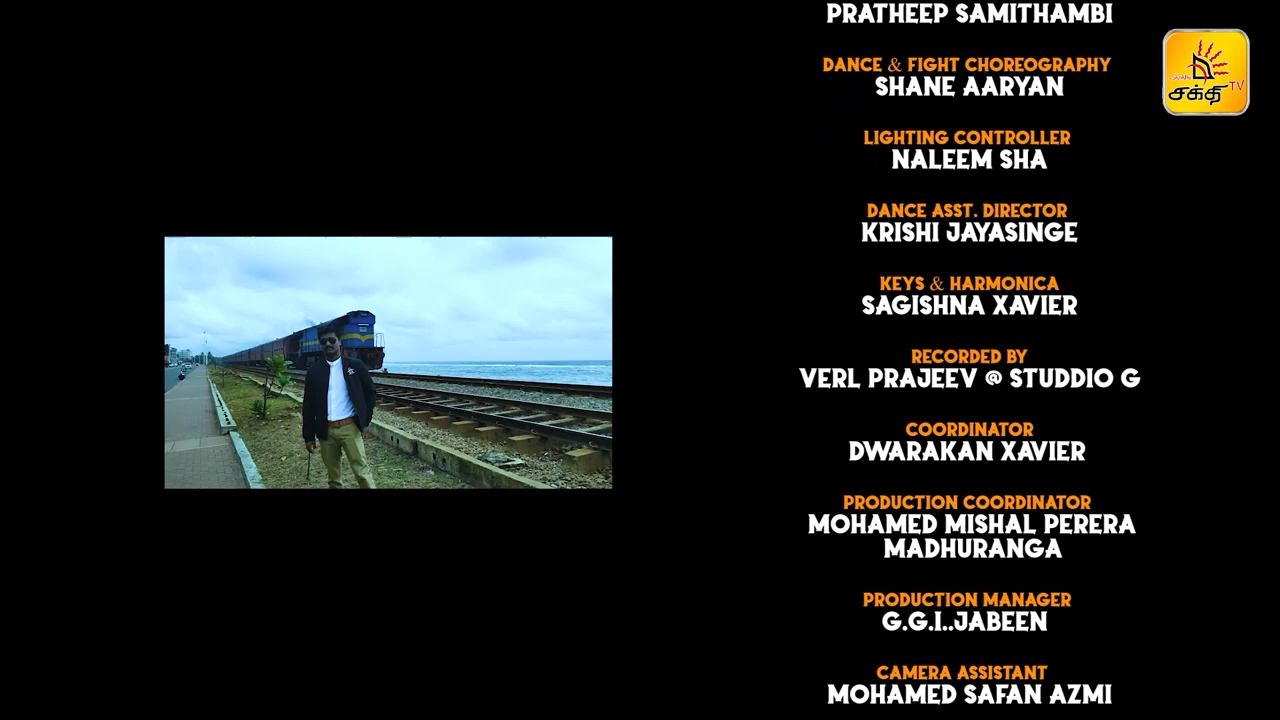 PRATHEEP SAMITHAMBI
DANCE & FIGHT CHOREOGRAPHY
SHANE AARYAN
LIGHTING CONTROLLER
NALEEM SHA
DANCE ASST. DIRECTOR
KRISHI JAYASINGE
KEYS & HARMONICA
SAGISHNA XAVIER
RECORDED BY
VERL PRAJEEV @ STUDDIO G
COORDINATOR
DWARAKAN XAVIER
PRODUCTION COORDINATOR
MOHAMED MISHAL PERERA
MADHURANGA
PRODUCTION MANAGER
G.G.I..JABEEN
CAMERA ASSISTANT
MOHAMED SAFAN AZMI
சக்தி TV